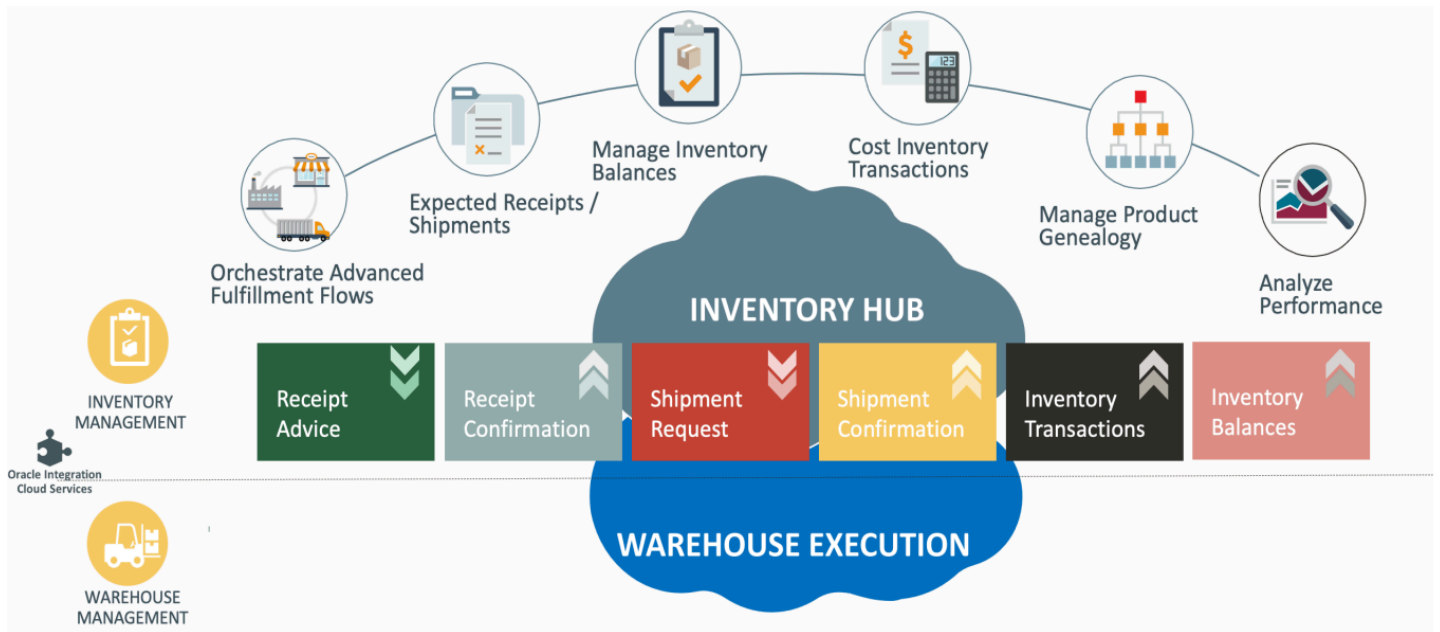 $
123
Manage Inventory
Balances
Cost Inventory
Transactions
Expected Receipts /
Shipments
Manage Product
Genealogy
Orchestrate Advanced
Fulfillment Flows
Analyze
Performance
INVENTORY HUB
INVENTORY
MANAGEMENT
Receipt
Advice
Receipt
Confirmation
Shipment
Request
Shipment
Confirmation
Inventory
Transactions
Inventory
Balances
Oracle Integration
Cloud Services
WAREHOUSE EXECUTION
WAREHOUSE
MANAGEMENT